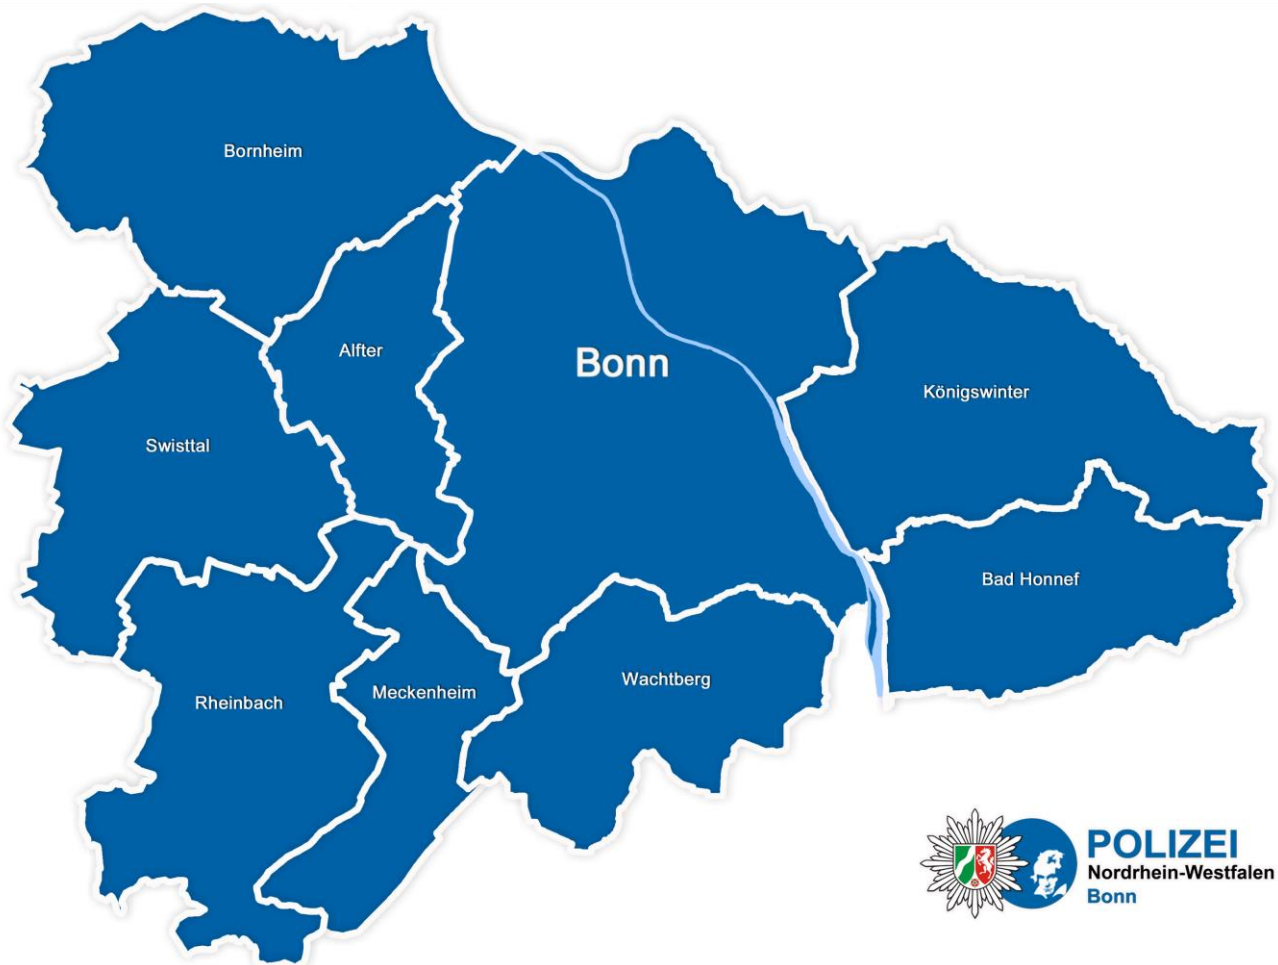 Bornheim
Alfter
Bonn
Königswinter
Swisttal
Bad Honnef
Wachtberg
Meckenheim
Rheinbach
POLIZEI
Nordrhein-Westfalen
Bonn